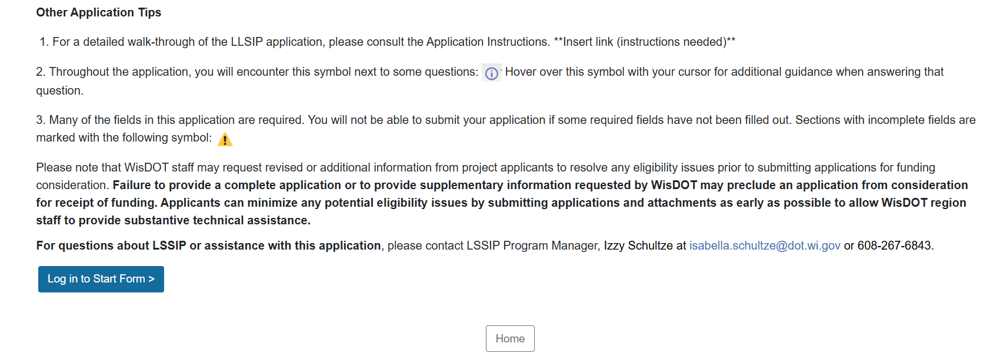 Other Application Tips
1. For a detailed walk-through of the LLSIP application, please consult the Application Instructions. **Insert link (instructions needed)**
2. Throughout the application, you will encounter this symbol next to some questions: Hover over this symbol with your cursor for additional guidance when answering that
question.
3. Many of the fields in this application are required. You will not be able to submit your application if some required fields have not been filled out. Sections with incomplete fields are
marked with the following symbol:
Please note that WisDOT staff may request revised or additional information from project applicants to resolve any eligibility issues prior to submitting applications for funding
consideration. Failure to provide a complete application or to provide supplementary information requested by WisDOT may preclude an application from consideration
for receipt of funding. Applicants can minimize any potential eligibility issues by submitting applications and attachments as early as possible to allow WisDOT region
staff to provide substantive technical assistance.
For questions about LSSIP or assistance with this application, please contact LSSIP Program Manager, Izzy Schultze at isabella.schultze@dot.wi.gov or 608-267-6843.
Log in to Start Form >
Home